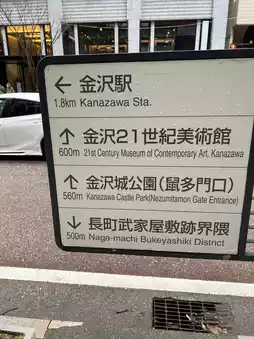 ← 金沢駅
1.8km Kanazawa Sta.
↑ 金沢21世紀美術館
600m 21st Century Museum of Contemporary Art, Kanazawa
↑ 金沢城公園(鼠多門口)
560m Kanazawa Castle Park(Nezumitamon Gate Entrance)
↓ 長町武家屋敷跡界隈
500m Naga-machi Bukeyashiki District